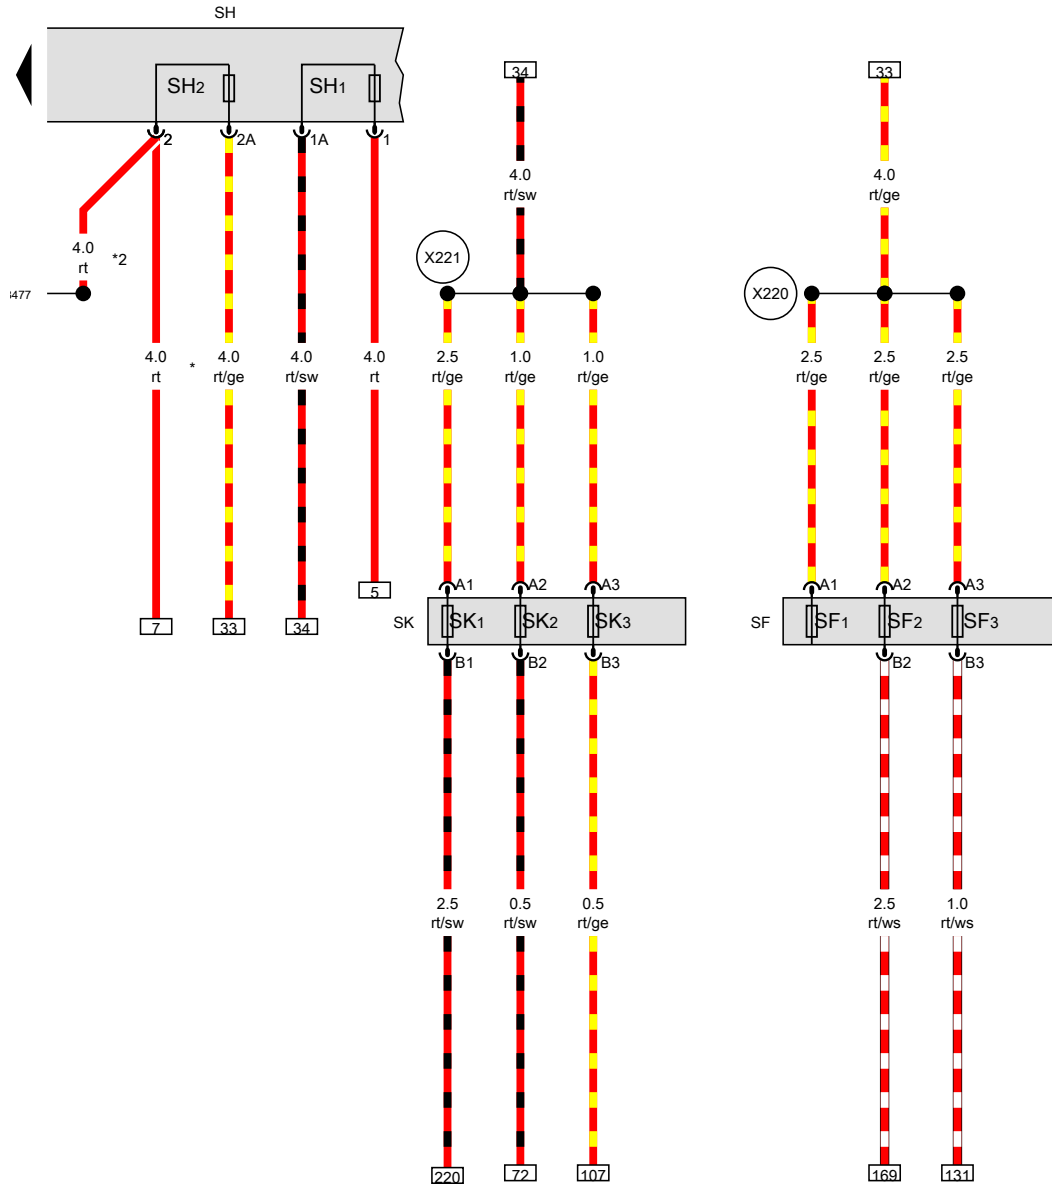 SH
SH2
SH1
2
2A
1A
1
34
33
4.0
rt/sw
4.0
rt/ge
X221
X220
4.0
rt
*2
4.0
rt
*
4.0
rt/ge
4.0
rt/sw
4.0
rt
2.5
rt/ge
1.0
rt/ge
1.0
rt/ge
2.5
rt/ge
2.5
rt/ge
2.5
rt/ge
7
33
34
5
A1
A2
A3
A1
A2
A3
SK
SK1
SK2
SK3
SF
SF1
SF2
SF3
B1
B2
B3
B2
B3
2.5
rt/sw
0.5
rt/sw
0.5
rt/ge
2.5
rt/ws
1.0
rt/ws
220
72
107
169
131